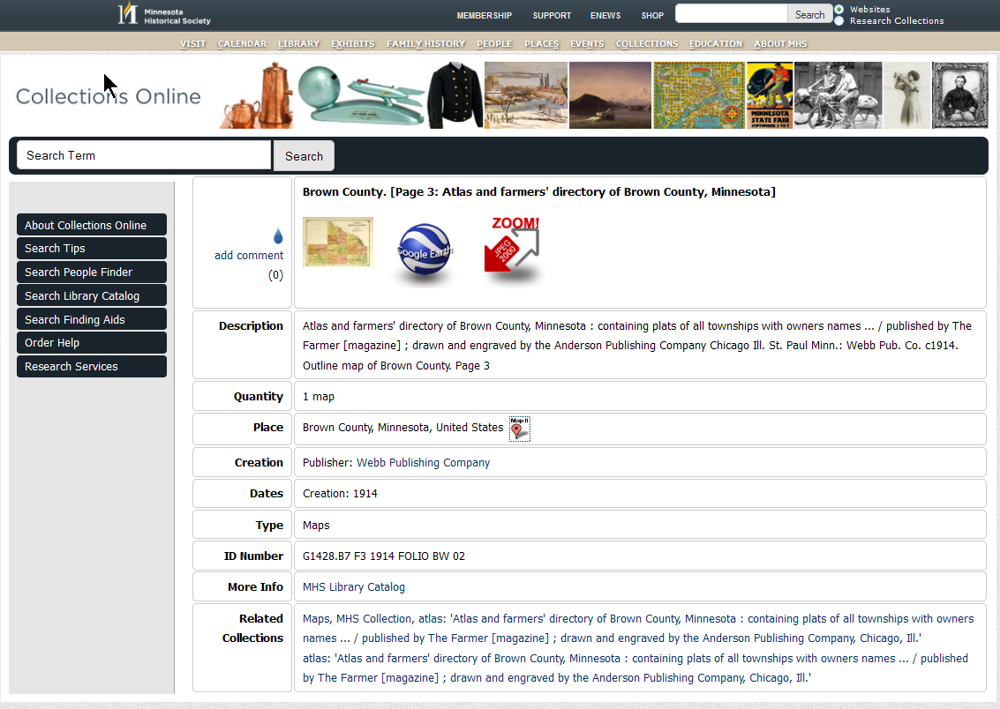 Minnesota
Historical Society
MEMBERSHIP SUPPORT ENEWS SHOP Search Websites
Research Collections
VISIT CALENDAR LIBRARY EXHIBITS FAMILY HISTORY PEOPLE PLACES EVENTS COLLECTIONS EDUCATION ABOUT MHS
Collections Online
MINNESOTA
STATE FAIR
SEPTEMBER 2 TO 7
Search Term Search
About Collections Online
Search Tips
Search People Finder
Search Library Catalog
Search Finding Aids
Order Help
Research Services
add comment
(0)
Brown County. [Page 3: Atlas and farmers' directory of Brown County, Minnesota]
Google Earth
ZOOM!
JPEG
2000
Description
Atlas and farmers' directory of Brown County, Minnesota : containing plats of all townships with owners names ... / published by The
Farmer [magazine] ; drawn and engraved by the Anderson Publishing Company Chicago Ill. St. Paul Minn.: Webb Pub. Co. c1914.
Outline map of Brown County. Page 3
Quantity
1 map
Place
Brown County, Minnesota, United States
Creation
Publisher: Webb Publishing Company
Dates
Creation: 1914
Type
Maps
ID Number
G1428.B7 F3 1914 FOLIO BW 02
More Info
MHS Library Catalog
Related
Collections
Maps, MHS Collection, atlas: 'Atlas and farmers' directory of Brown County, Minnesota : containing plats of all townships with owners
names ... / published by The Farmer [magazine] ; drawn and engraved by the Anderson Publishing Company, Chicago, Ill.'
atlas: 'Atlas and farmers' directory of Brown County, Minnesota : containing plats of all townships with owners names ... / published
by The Farmer [magazine] ; drawn and engraved by the Anderson Publishing Company, Chicago, Ill.'